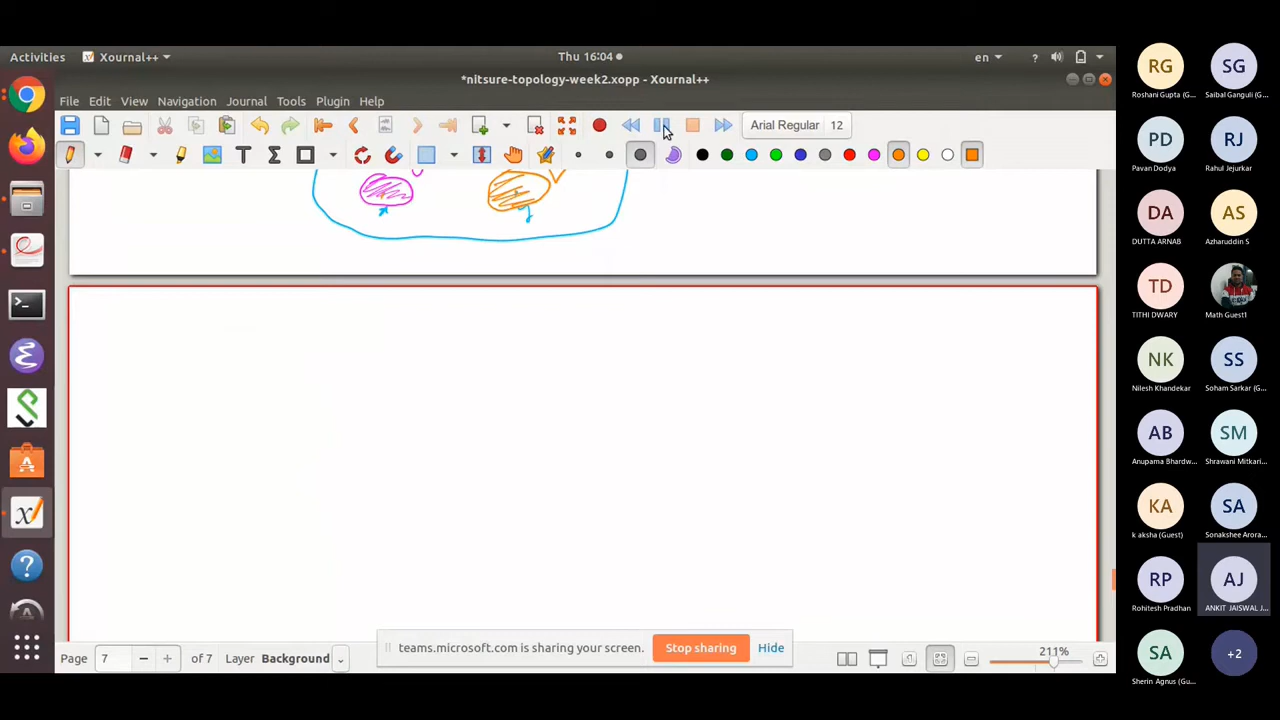 Activities
Xournal++
Thu 16:04
en
?
*nitsure-topology-week2.xopp - Xournal++
File Edit View Navigation Journal Tools Plugin Help
Arial Regular 12
U
V
teams.microsoft.com is sharing your screen.
Stop sharing
Hide
Page 7 of 7 Layer Background
211%
RG
Roshani Gupta (G...
SG
Saibal Ganguli (G...
PD
Pavan Dodya
RJ
Rahul Jejurkar
DA
DUTTA ARNAB
AS
Azharuddin S
TD
TITHI DWARY
Math Guest1
NK
Nilesh Khandekar
SS
Soham Sarkar (G...
AB
Anupama Bhardw...
SM
Shrawani Mitkari...
KA
k aksha (Guest)
SA
Sonakshee Arora...
RP
Rohitesh Pradhan
AJ
ANKIT JAISWAL J...
SA
Sherin Agnus (Gu...
+2